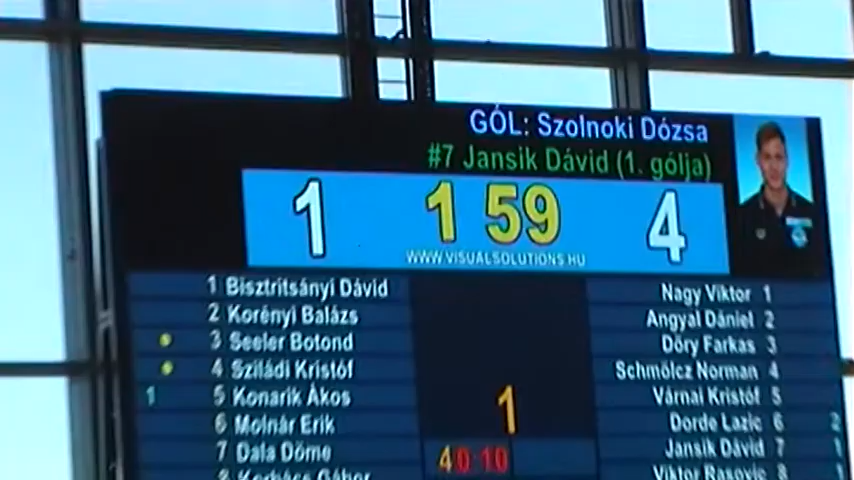 GÓL: Szolnoki Dózsa
#7 Jansik Dávid (1. gólja)
1 1 59 4
WWW.VISUALSOLUTIONS.HU
1 Bisztritsányi Dávid
2 Korényi Balázs
3 Seeler Botond
4 Sziládi Kristóf
1 5 Konarik Ákos
6 Molnár Erik
7 Dala Döme
8 Gábor
1
40:10
Nagy Viktor 1
Angyal Dániel 2
Döry Farkas 3
Schmölcz Norman 4
Várnai Kristóf 5
Dorde Lazic 6 2
Jansik Dávid 7 1
Viktor Rasovic 8 1